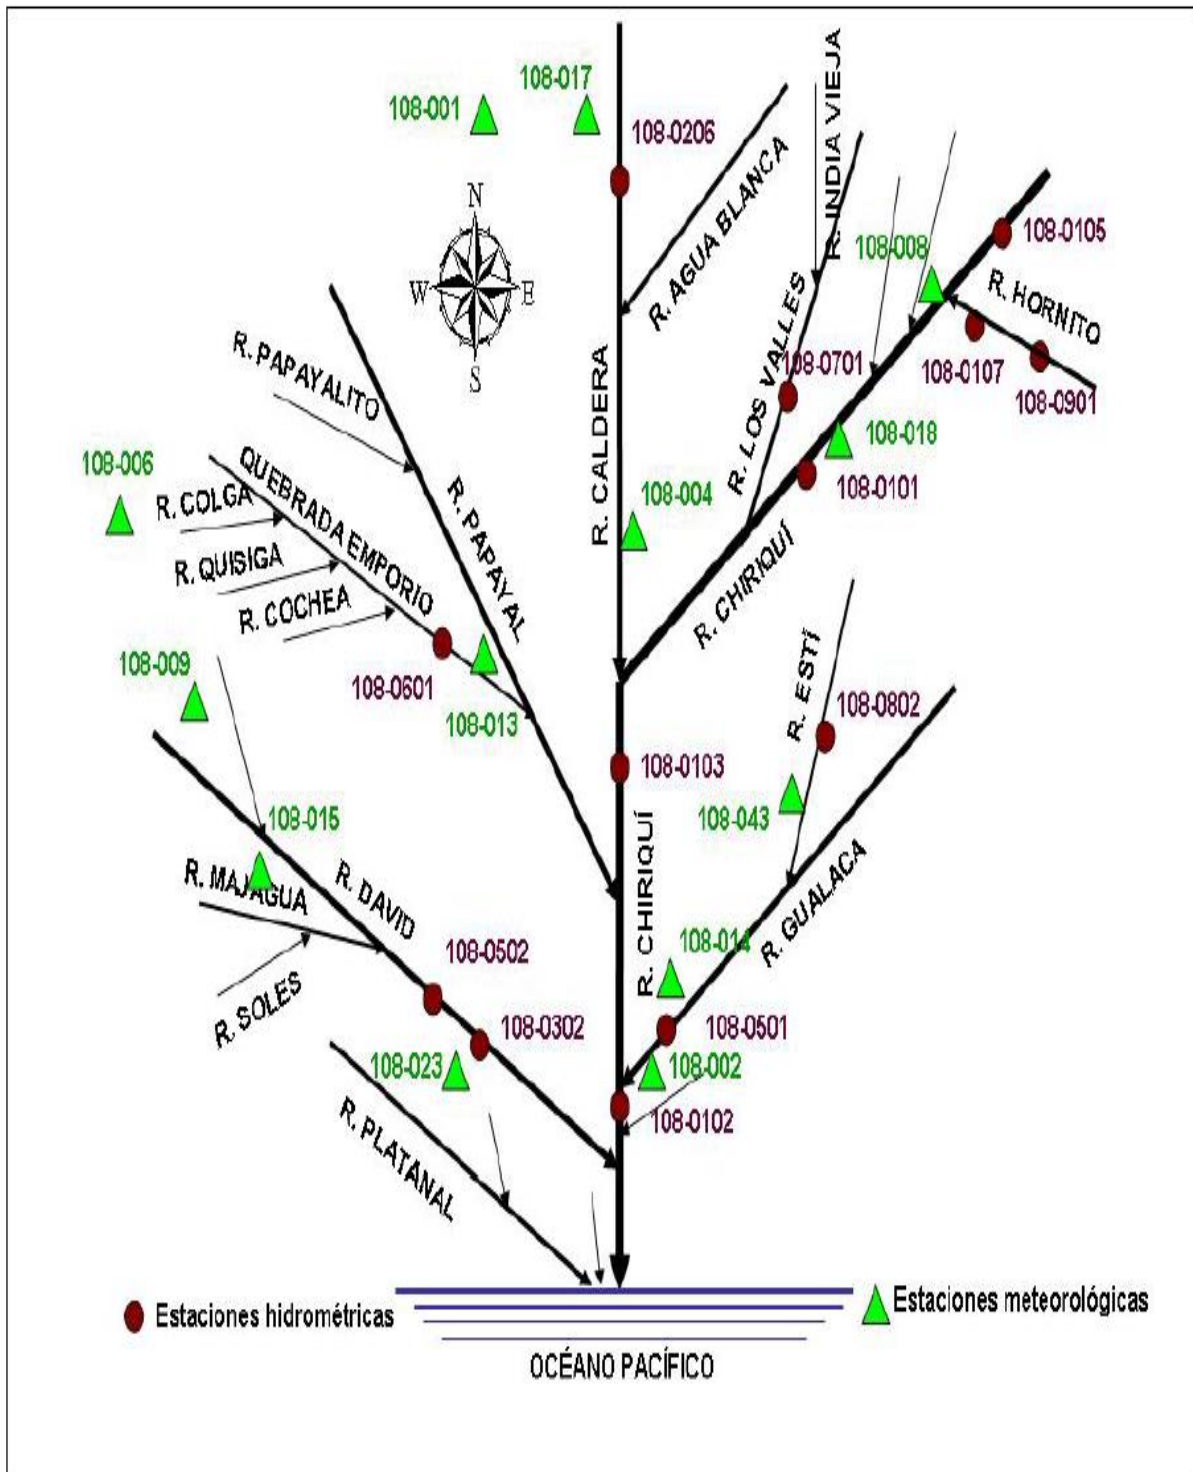 108-017
108-001
108-0206
R. INDIA VIEJA
R. AGUA BLANCA
N
W
E
S
108-008
108-0105
R. HORNITO
108-0107
108-0901
R. LOS VALLES
108-0701
108-018
108-0101
R. CALDERA
108-004
R. CHIRIQUÍ
R. PAPAYALITO
R. PAPAYAL
108-006
QUEBRADA EMPORIO
R. COLGA
R. QUISIGA
R. COCHEA
108-0601
108-013
108-009
R. ESTÍ
108-0802
108-0103
108-043
R. GUALACA
R. CHIRIQUÍ
108-015
R. MAJAGUA
R. DAVID
R. SOLES
108-0502
108-0302
108-014
108-0501
108-023
108-002
108-0102
R. PLATANAL
Estaciones hidrométricas
Estaciones meteorológicas
OCÉANO PACÍFICO